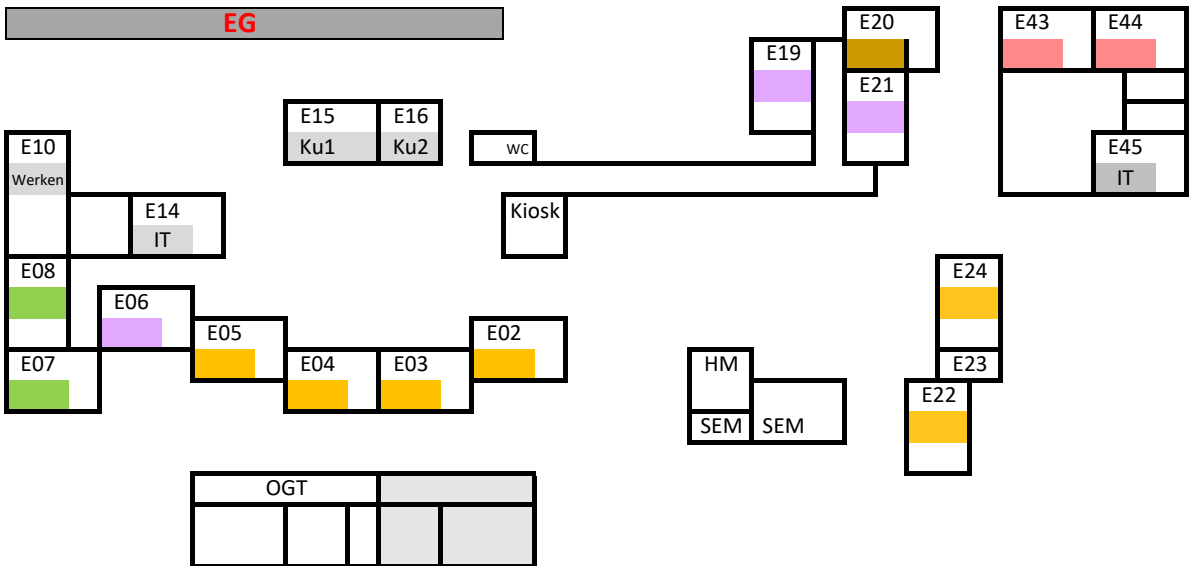 EG
E20
E43
E44
E19
E21
E15
E16
Ku1
Ku2
E10
WC
E45
Werken
IT
E14
Kiosk
IT
E08
E24
E06
E05
E02
E07
E04
E03
HM
E23
E22
SEM
SEM
OGT